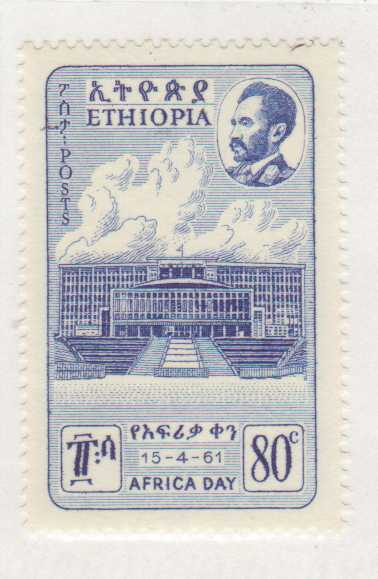 ኢትዮጵያ
ETHIOPIA
ፖስታ፡ POSTS
የአፍሪቃ ቀን
15-4-61
AFRICA DAY
80c